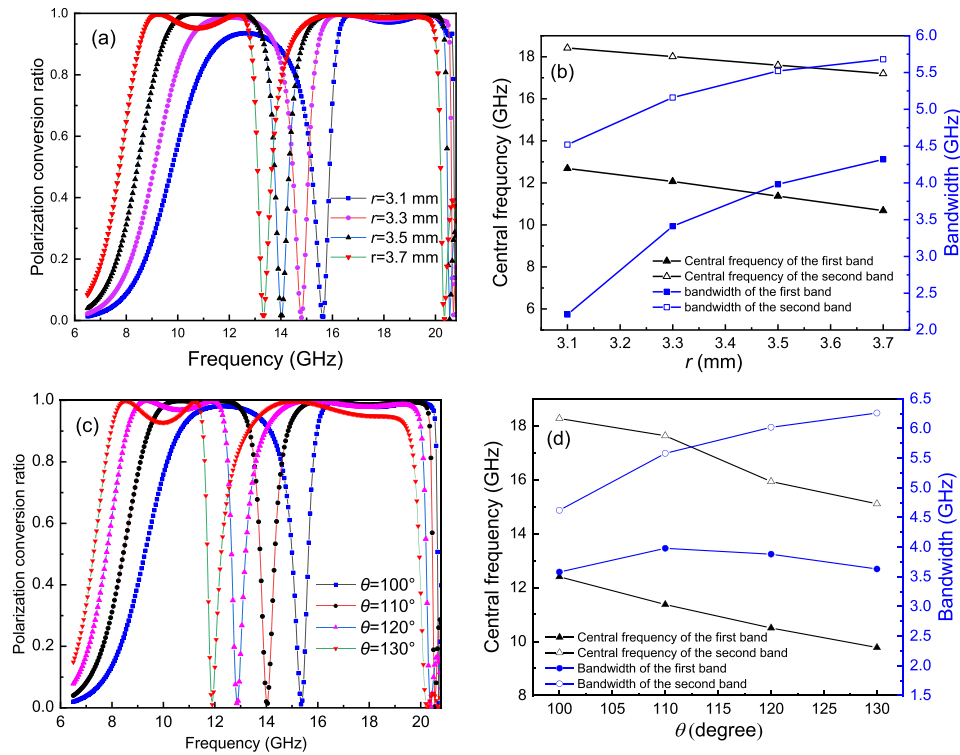 (a)
Polarization conversion ratio
1.0
0.8
0.6
0.4
0.2
0.0
r=3.1 mm
r=3.3 mm
r=3.5 mm
r=3.7 mm
6 8 10 12 14 16 18 20
Frequency (GHz)
(b)
Central frequcny (GHz)
18
16
14
12
10
8
6
Bandwidth (GHz)
6.0
5.5
5.0
4.5
4.0
3.5
3.0
2.5
2.0
Central frequency of the first band
Central frequency of the second band
bandwidth of the first band
bandwidth of the second band
3.1 3.2 3.3 3.4 3.5 3.6 3.7
r (mm)
(c)
Polarization conversion ratio
1.0
0.8
0.6
0.4
0.2
0.0
θ=100°
θ=110°
θ=120°
θ=130°
6 8 10 12 14 16 18 20
Frequency (GHz)
(d)
Central frequency (GHz)
18
16
14
12
10
8
Bandwidth (GHz)
6.5
6.0
5.5
5.0
4.5
4.0
3.5
3.0
2.5
2.0
1.5
Central frequency of the first band
Central frequency of the second band
Bandwidth of the first band
Bandwidth of the second band
100 105 110 115 120 125 130
θ (degree)